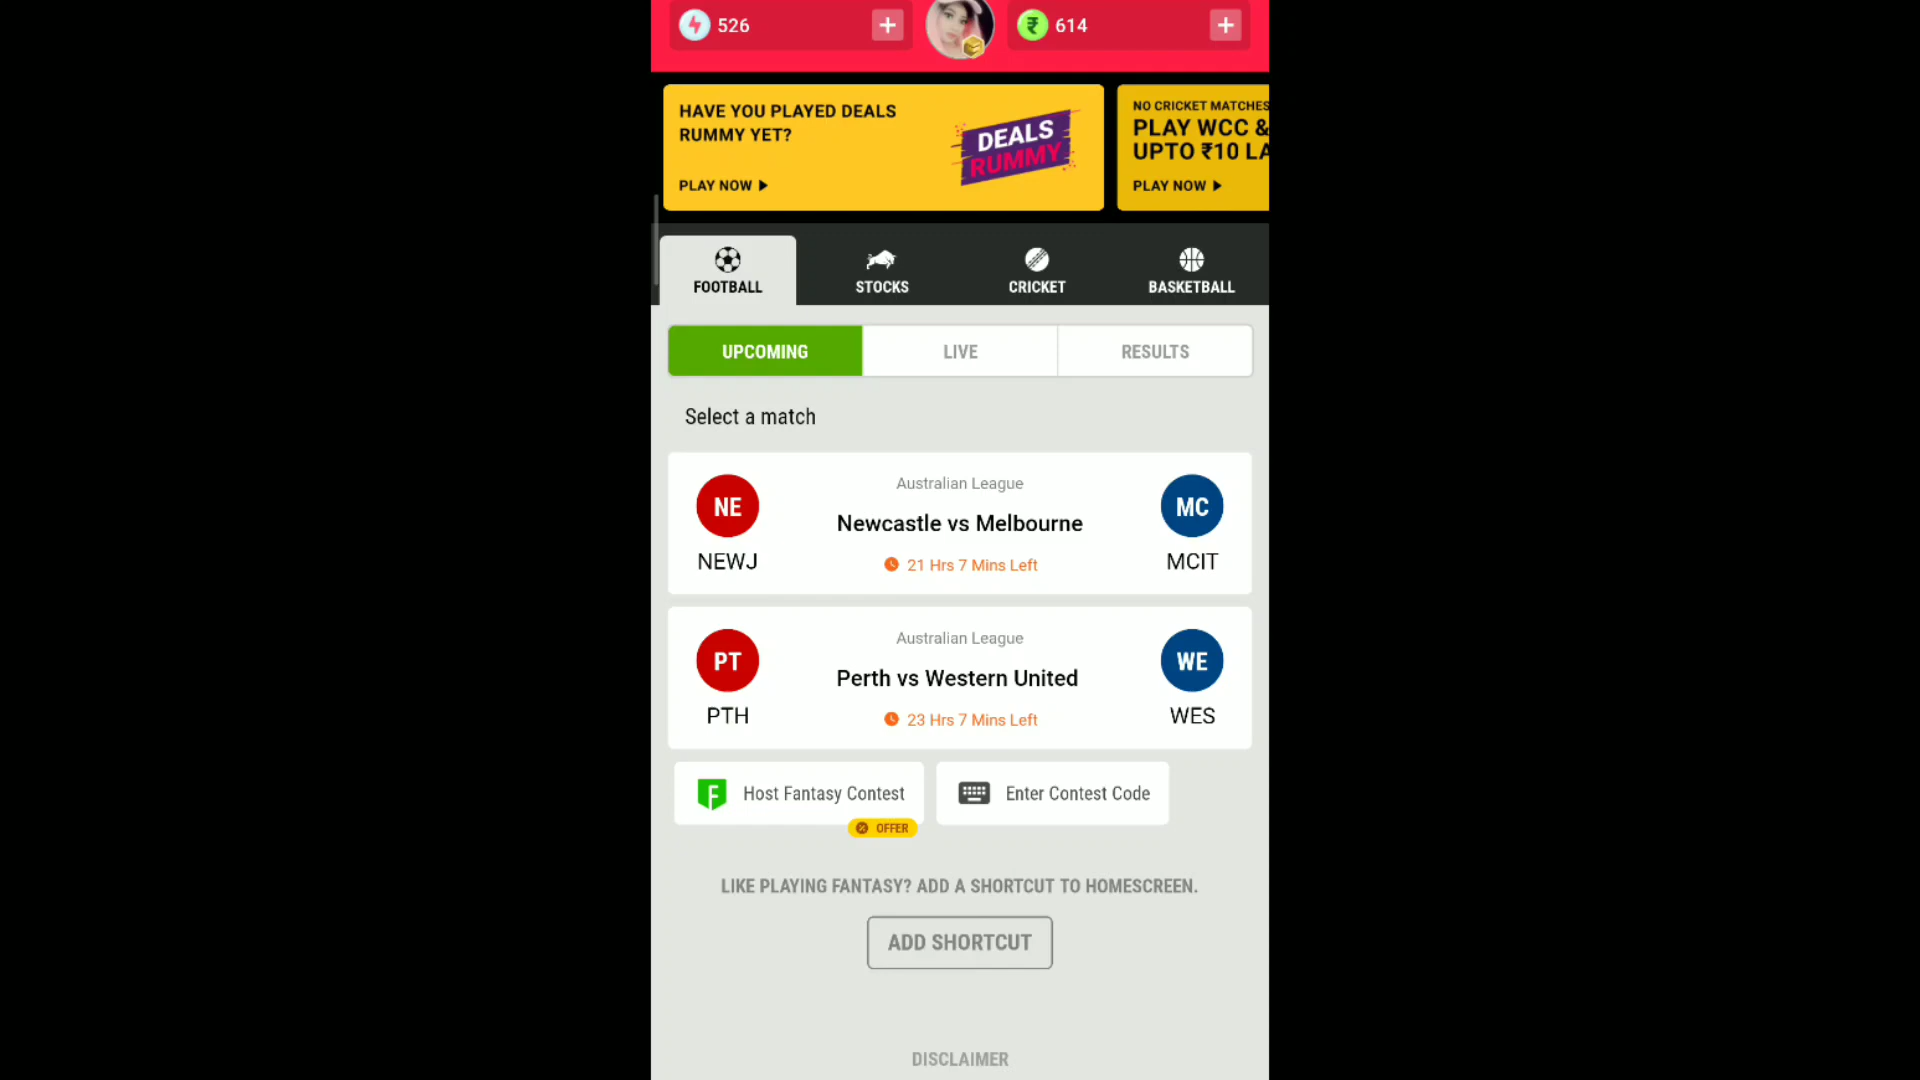 526
₹ 614
HAVE YOU PLAYED DEALS
RUMMY YET?
DEALS
RUMMY
PLAY NOW
NO CRICKET MATCHES
PLAY WCC &
UPTO ₹10 LA
PLAY NOW
FOOTBALL
STOCKS
CRICKET
BASKETBALL
UPCOMING
LIVE
RESULTS
Select a match
Australian League
NE
Newcastle vs Melbourne
MC
NEWJ
21 Hrs 7 Mins Left
MCIT
Australian League
PT
Perth vs Western United
WE
PTH
23 Hrs 7 Mins Left
WES
F
Host Fantasy Contest
OFFER
Enter Contest Code
LIKE PLAYING FANTASY? ADD A SHORTCUT TO HOMESCREEN.
ADD SHORTCUT
DISCLAIMER